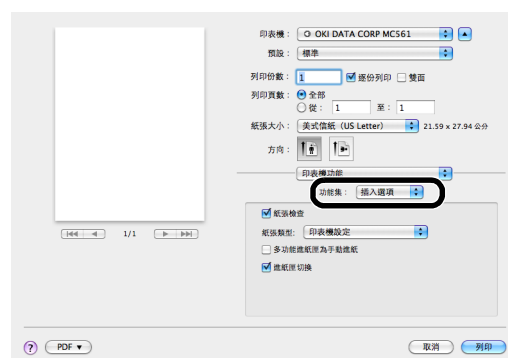 印表機： OKI DATA CORP MC561
預設： 標準
列印份數： 1 逐份列印 雙面
列印頁數： 全部
從： 1 至： 1
紙張大小： 美式信紙（US Letter） 21.59 x 27.94 公分
方向：
印表機功能
功能集： 插入選項
紙張檢查
紙張類型： 印表機設定
1/1
多功能進紙匣為手動進紙
進紙匣切換
? PDF ▼ 取消 列印